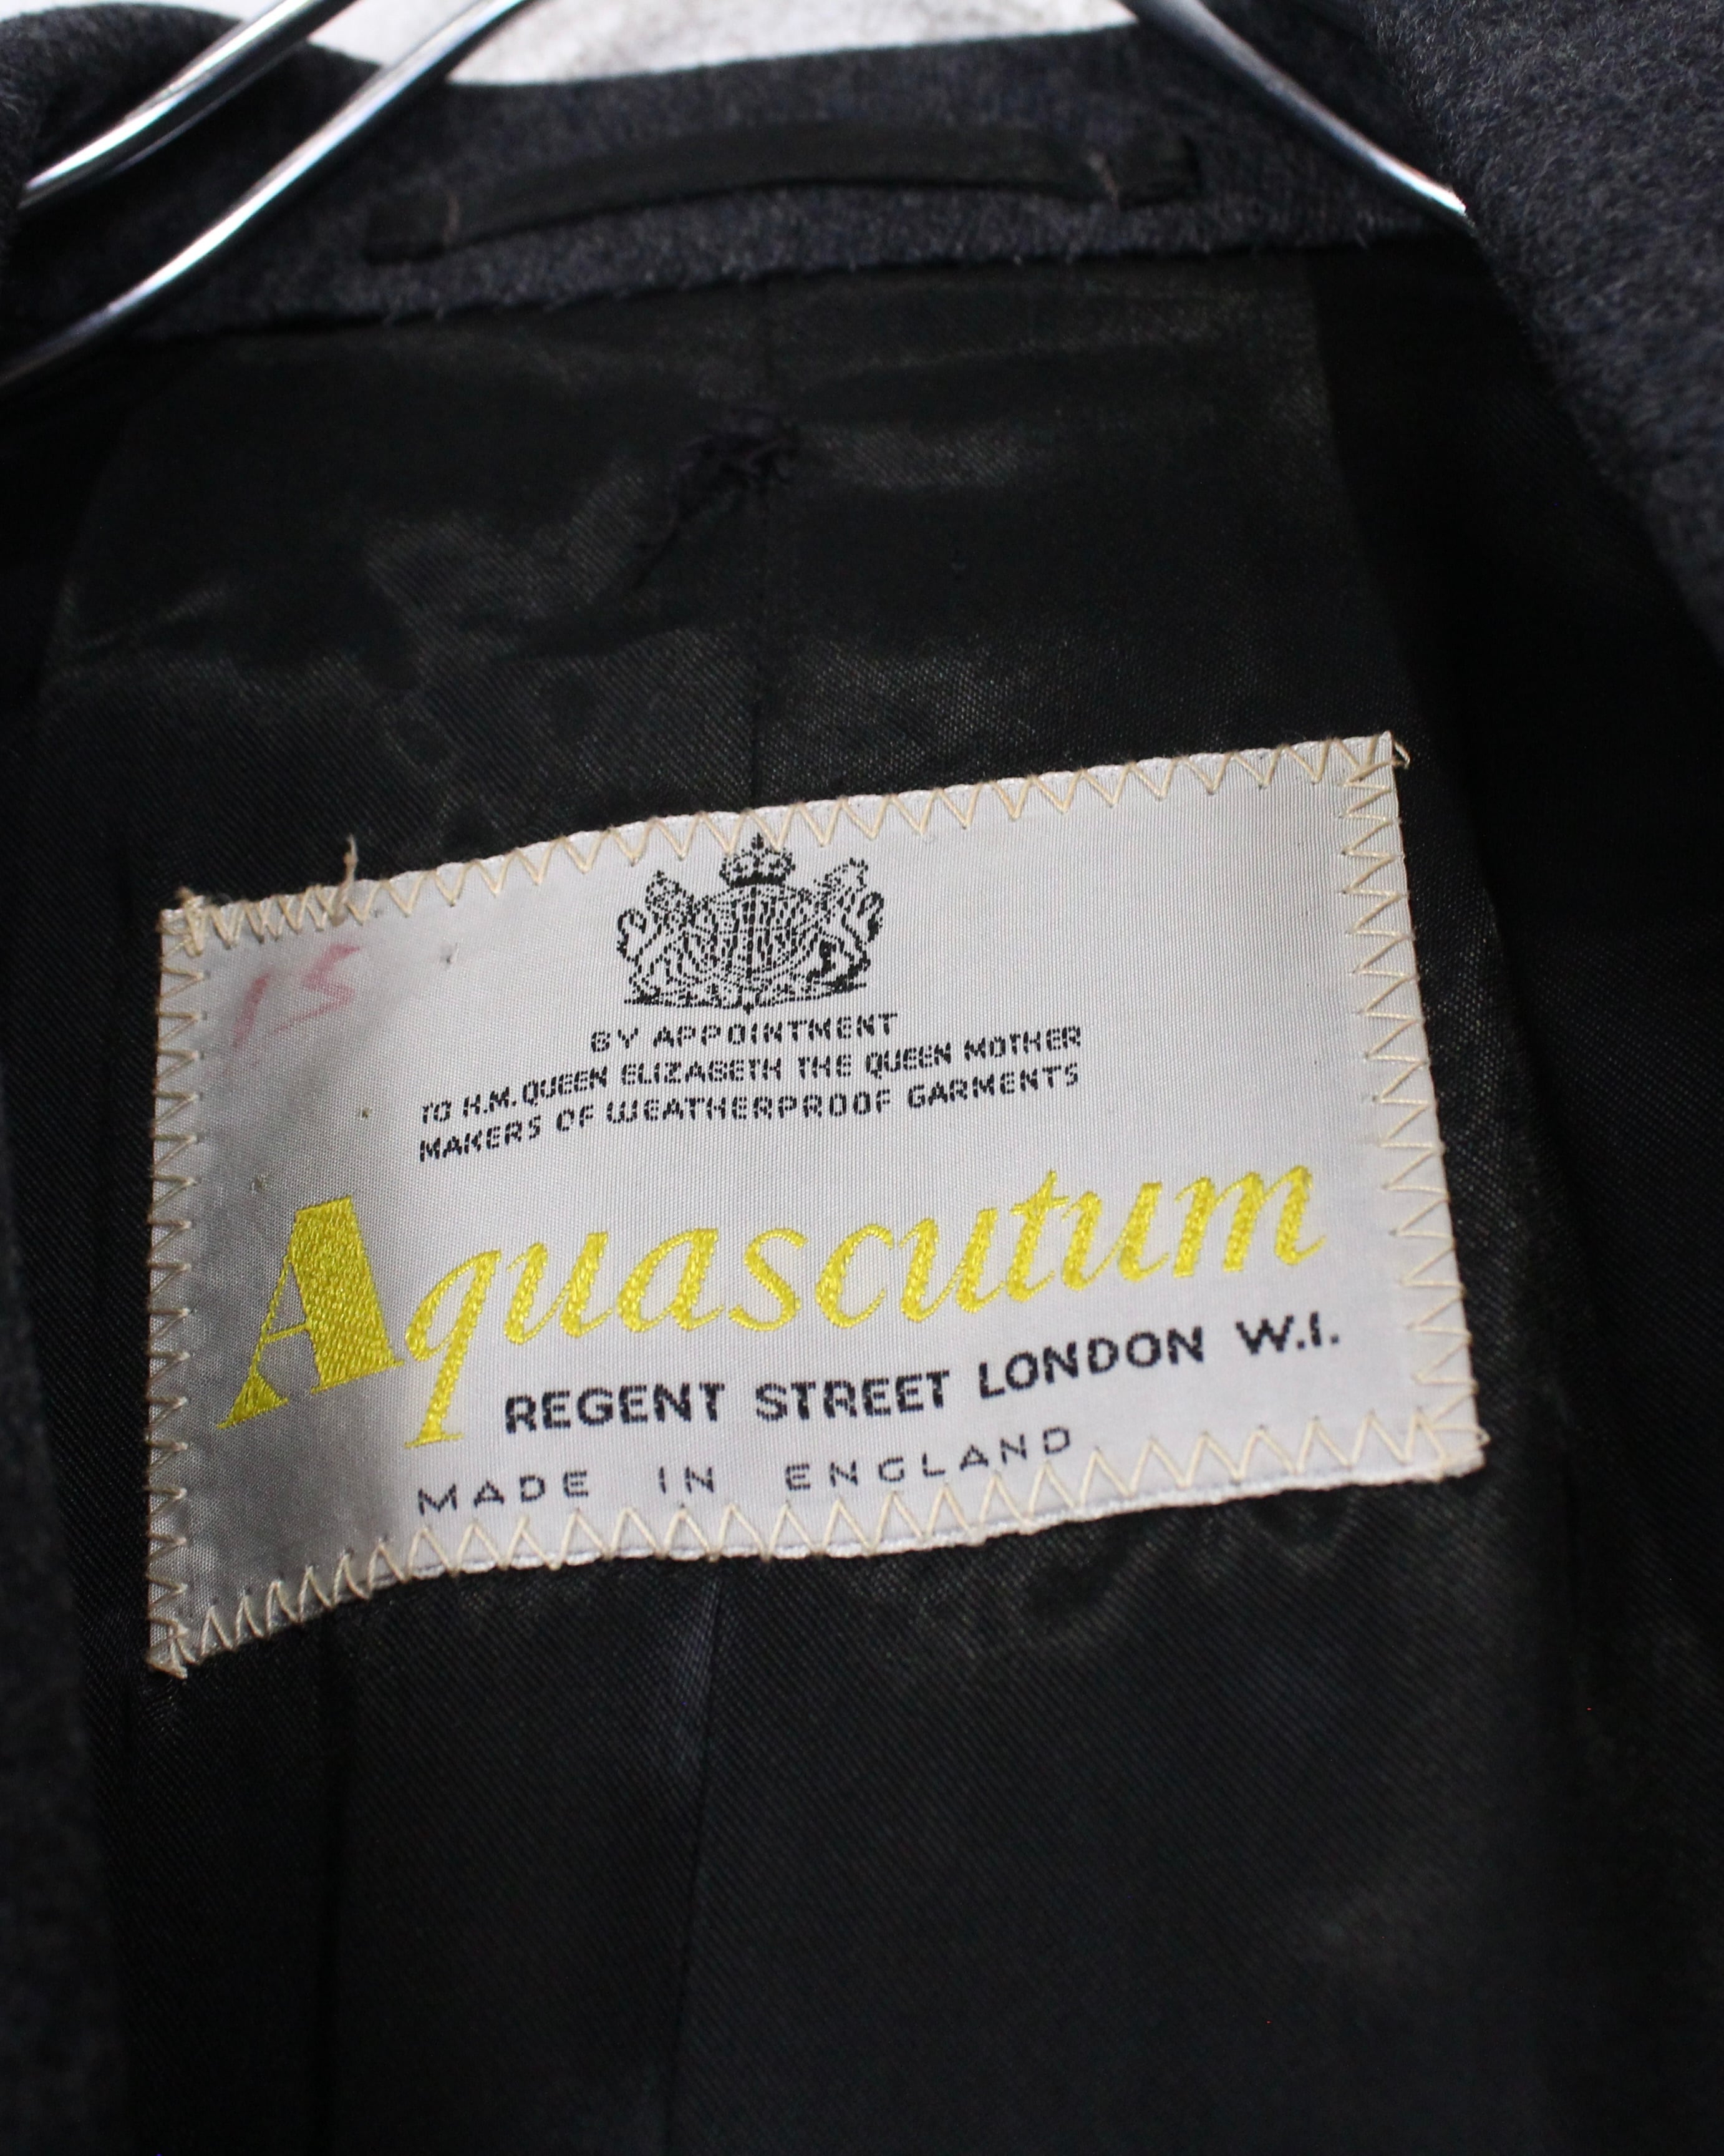 15
BY APPOINTMENT
TO H.M. QUEEN ELIZABETH THE QUEEN MOTHER
MAKERS OF WEATHERPROOF GARMENTS
Aquascutum
REGENT STREET LONDON W.I.
MADE IN ENGLAND